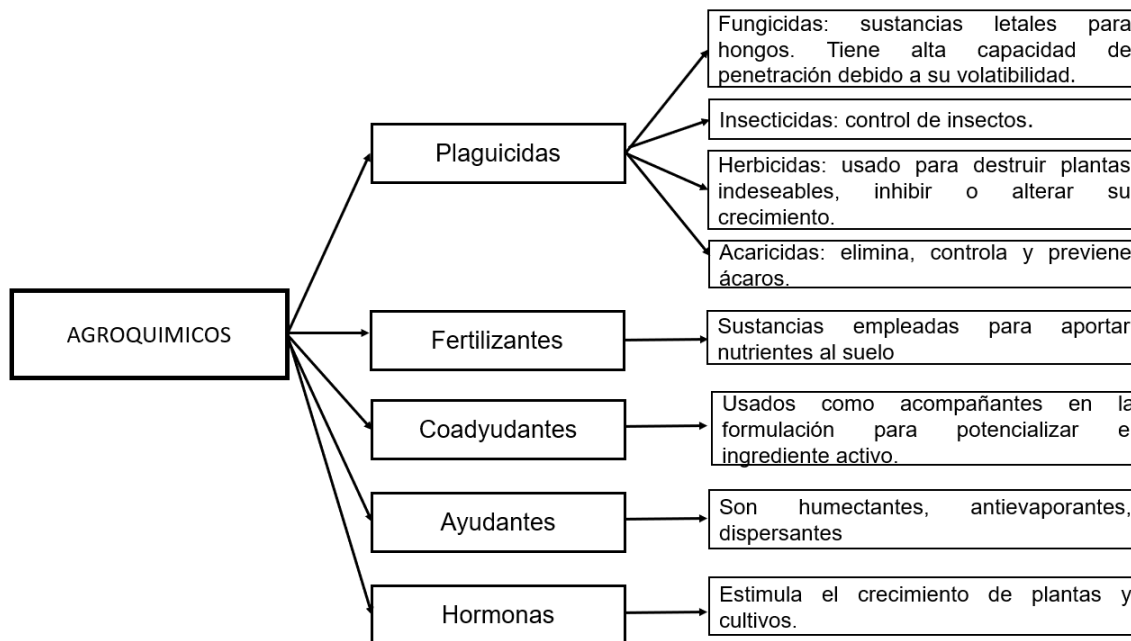 Fungicidas: sustancias letales para
hongos. Tiene alta capacidad de
penetración debido a su volatibilidad.
Plaguicidas
Insecticidas: control de insectos.
Herbicidas: usado para destruir plantas
indeseables, inhibir o alterar su
crecimiento.
Acaricidas: elimina, controla y previene
ácaros.
AGROQUIMICOS
Fertilizantes
Sustancias empleadas para aportar
nutrientes al suelo
Coadyudantes
Usados como acompañantes en la
formulación para potencializar e
ingrediente activo.
Ayudantes
Son humectantes, antievaporantes,
dispersantes
Hormonas
Estimula el crecimiento de plantas y
cultivos.